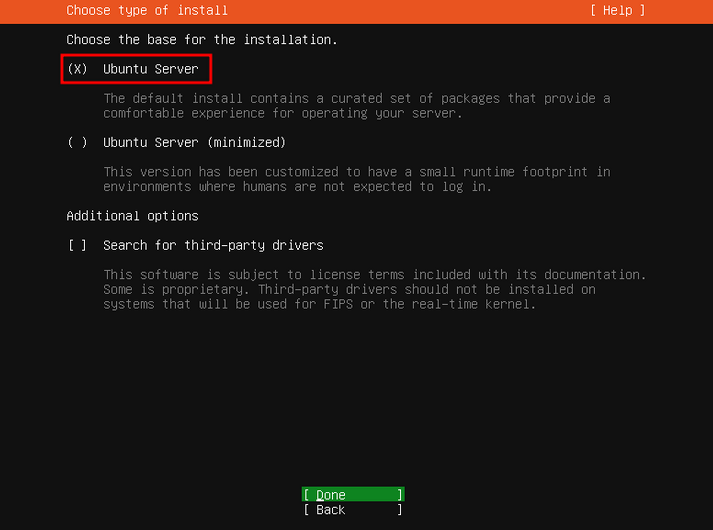 Choose type of install [ Help ]
Choose the base for the installation.
(X) Ubuntu Server
The default install contains a curated set of packages that provide a
comfortable experience for operating your server.
( ) Ubuntu Server (minimized)
This version has been customized to have a small runtime footprint in
environments where humans are not expected to log in.
Additional options
[ ] Search for third-party drivers
This software is subject to license terms included with its documentation.
Some is proprietary. Third-party drivers should not be installed on
systems that will be used for FIPS or the real-time kernel.
[ Done ]
[ Back ]